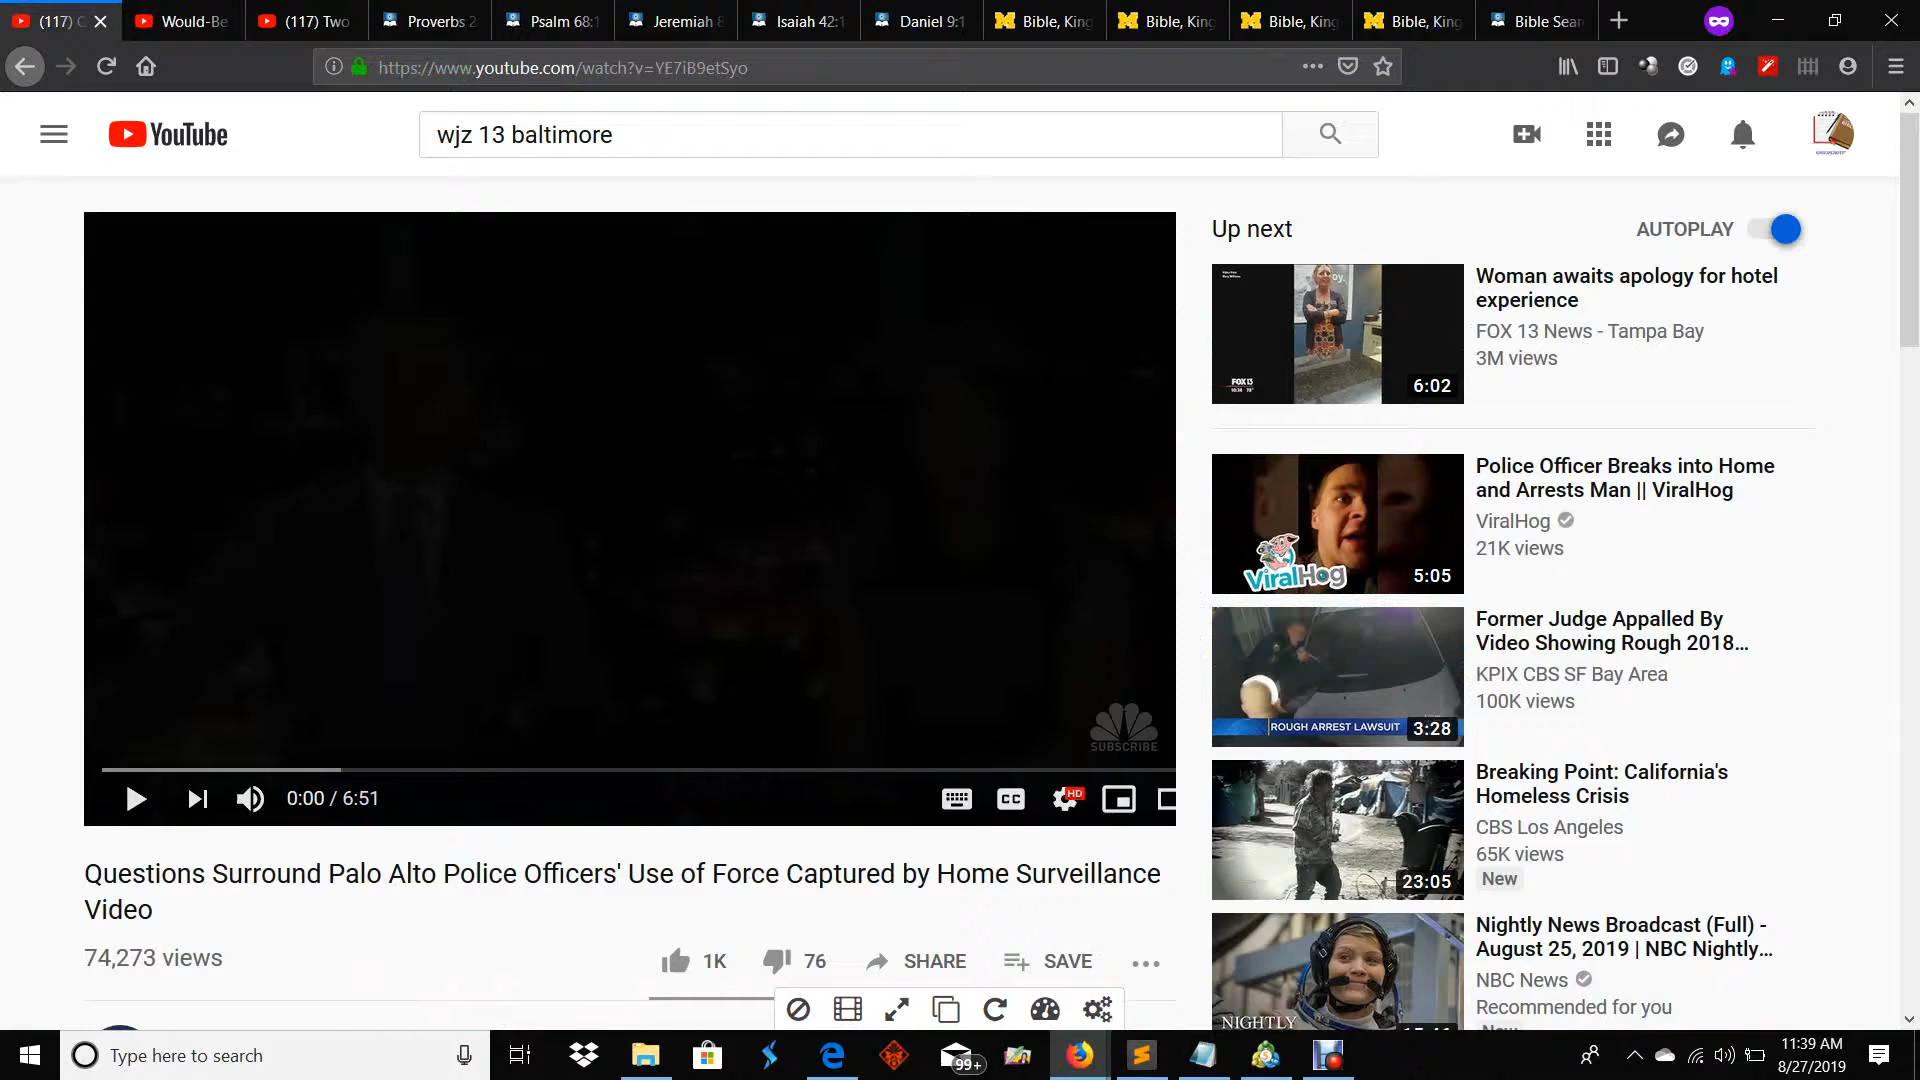 (117) C
Would-Be
(117) Two
Proverbs 2
Psalm 68:1
Jeremiah 8
Isaiah 42:1
Daniel 9:1
Bible, King
Bible, King
Bible, King
Bible, King
Bible Sear
https://www.youtube.com/watch?v=YE7iB9etSyo
YouTube
wjz 13 baltimore
Up next
AUTOPLAY
Woman awaits apology for hotel
experience
FOX 13 News - Tampa Bay
3M views
FOX 13
6:02
Police Officer Breaks into Home
and Arrests Man || ViralHog
ViralHog
21K views
ViralHog
5:05
Former Judge Appalled By
Video Showing Rough 2018...
KPIX CBS SF Bay Area
100K views
ROUGH ARREST LAWSUIT
3:28
Breaking Point: California's
Homeless Crisis
CBS Los Angeles
65K views
New
23:05
Nightly News Broadcast (Full) -
August 25, 2019 | NBC Nightly...
NBC News
Recommended for you
NIGHTLY
SUBSCRIBE
0:00 / 6:51
CC
HD
Questions Surround Palo Alto Police Officers' Use of Force Captured by Home Surveillance
Video
74,273 views
1K
76
SHARE
SAVE
Type here to search
99+
11:39 AM
8/27/2019